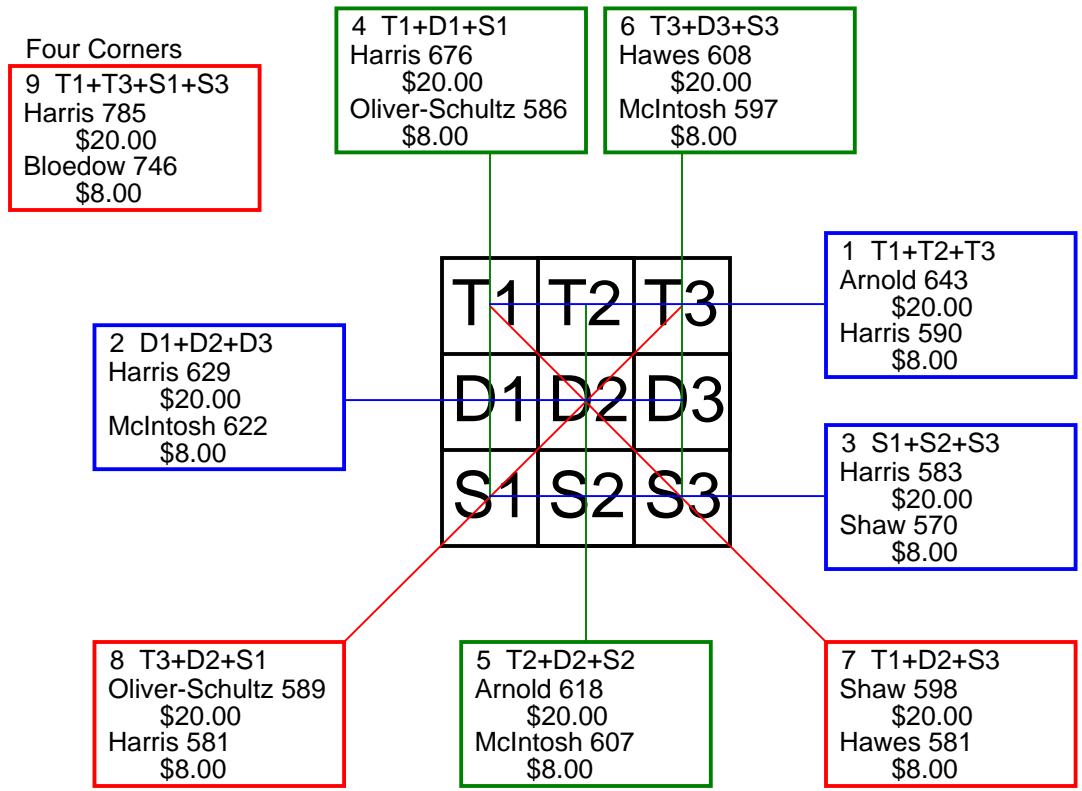 Four Corners
9 T1+T3+S1+S3
Harris 785
$20.00
Bloedow 746
$8.00
4 T1+D1+S1
Harris 676
$20.00
Oliver-Schultz 586
$8.00
6 T3+D3+S3
Hawes 608
$20.00
McIntosh 597
$8.00
1 T1+T2+T3
Arnold 643
$20.00
Harris 590
$8.00
2 D1+D2+D3
Harris 629
$20.00
McIntosh 622
$8.00
T1 T2 T3
D1 D2 D3
S1 S2 S3
3 S1+S2+S3
Harris 583
$20.00
Shaw 570
$8.00
8 T3+D2+S1
Oliver-Schultz 589
$20.00
Harris 581
$8.00
5 T2+D2+S2
Arnold 618
$20.00
McIntosh 607
$8.00
7 T1+D2+S3
Shaw 598
$20.00
Hawes 581
$8.00